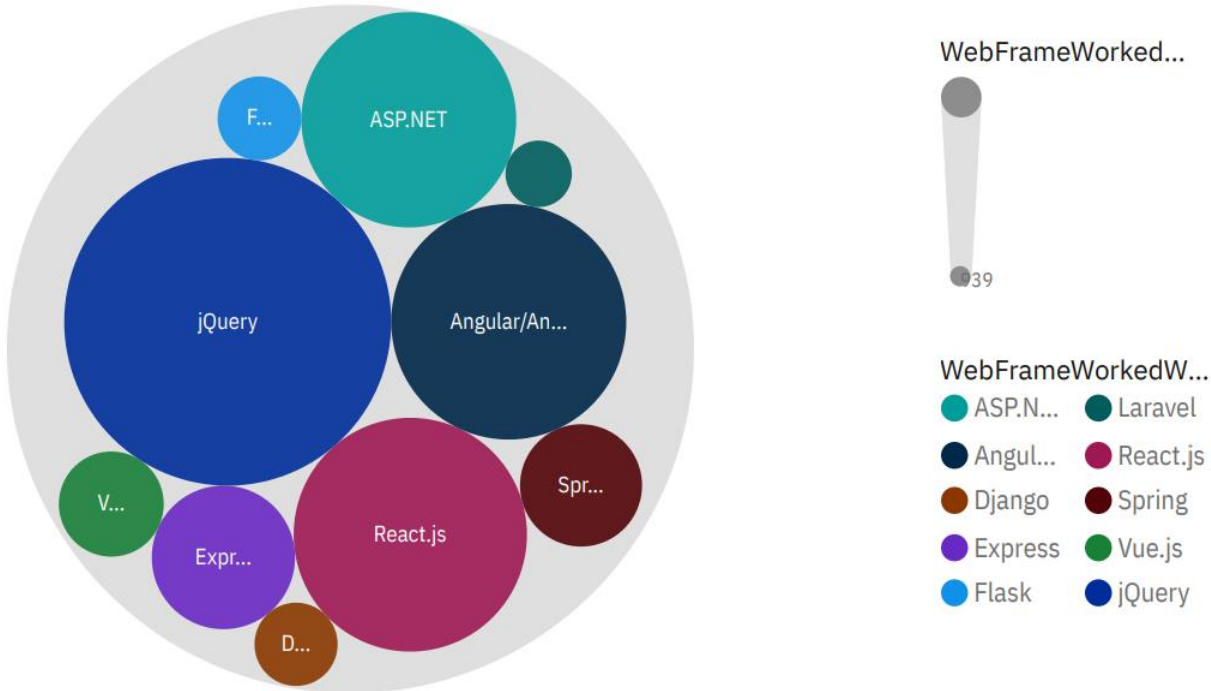 F...
ASP.NET
jQuery
Angular/An...
V...
Expr...
React.js
Spr...
D...
WebFrameWorked...
939
WebFrameWorkedW...
ASP.N...
Laravel
Angul...
React.js
Django
Spring
Express
Vue.js
Flask
jQuery